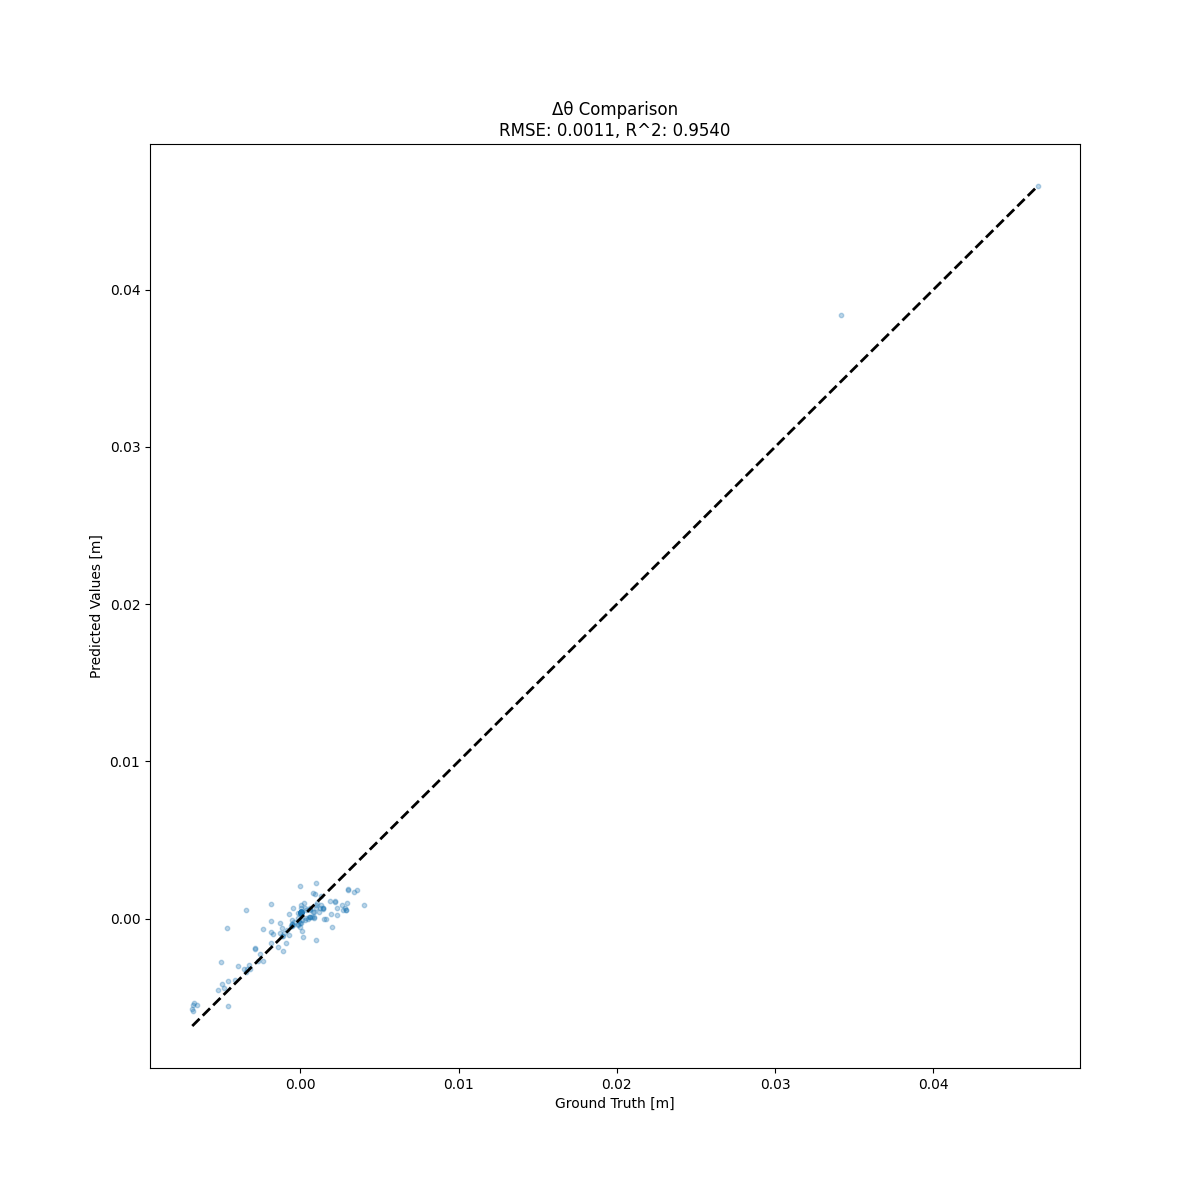 Δθ Comparison
RMSE: 0.0011, R^2: 0.9540
Predicted Values [m]
0.04
0.03
0.02
0.01
0.00
0.00 0.01 0.02 0.03 0.04
Ground Truth [m]